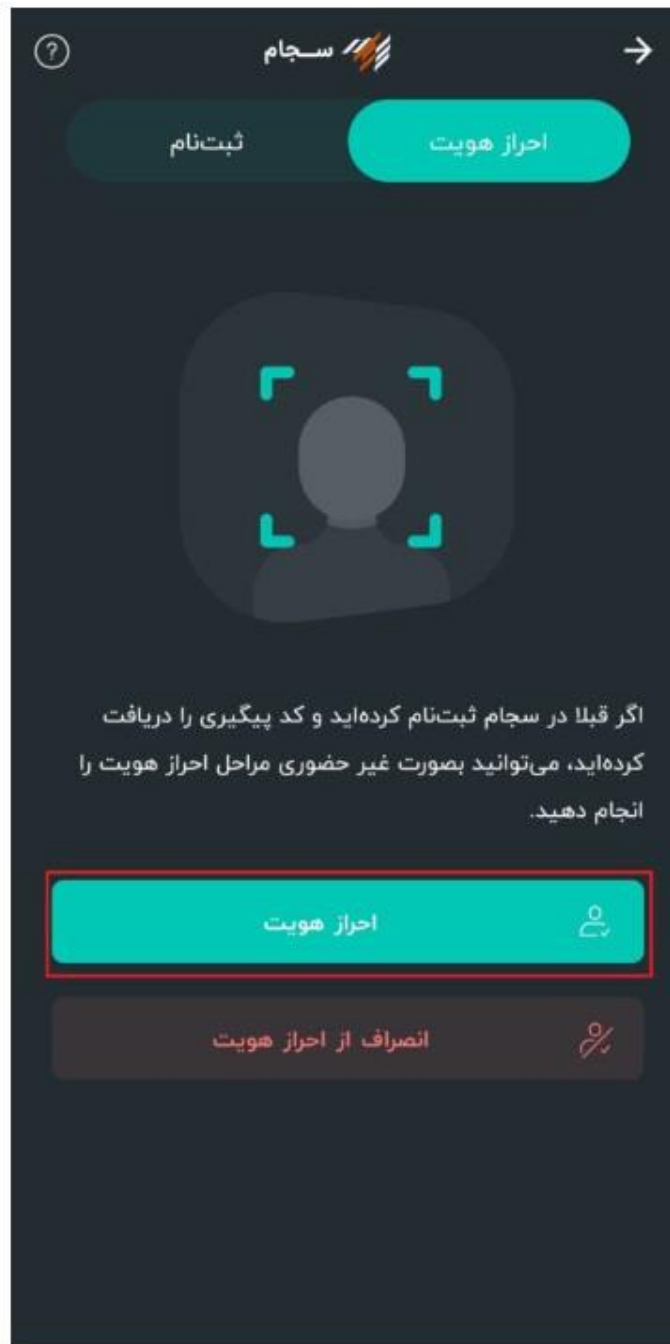 سـجام
احراز هویت
ثبت‌نام
اگر قبلا در سجام ثبت‌نام کرده‌اید و کد پیگیری را دریافت
کرده‌اید، می‌توانید بصورت غیر حضوری مراحل احراز هویت را
انجام دهید.
احراز هویت
انصراف از احراز هویت